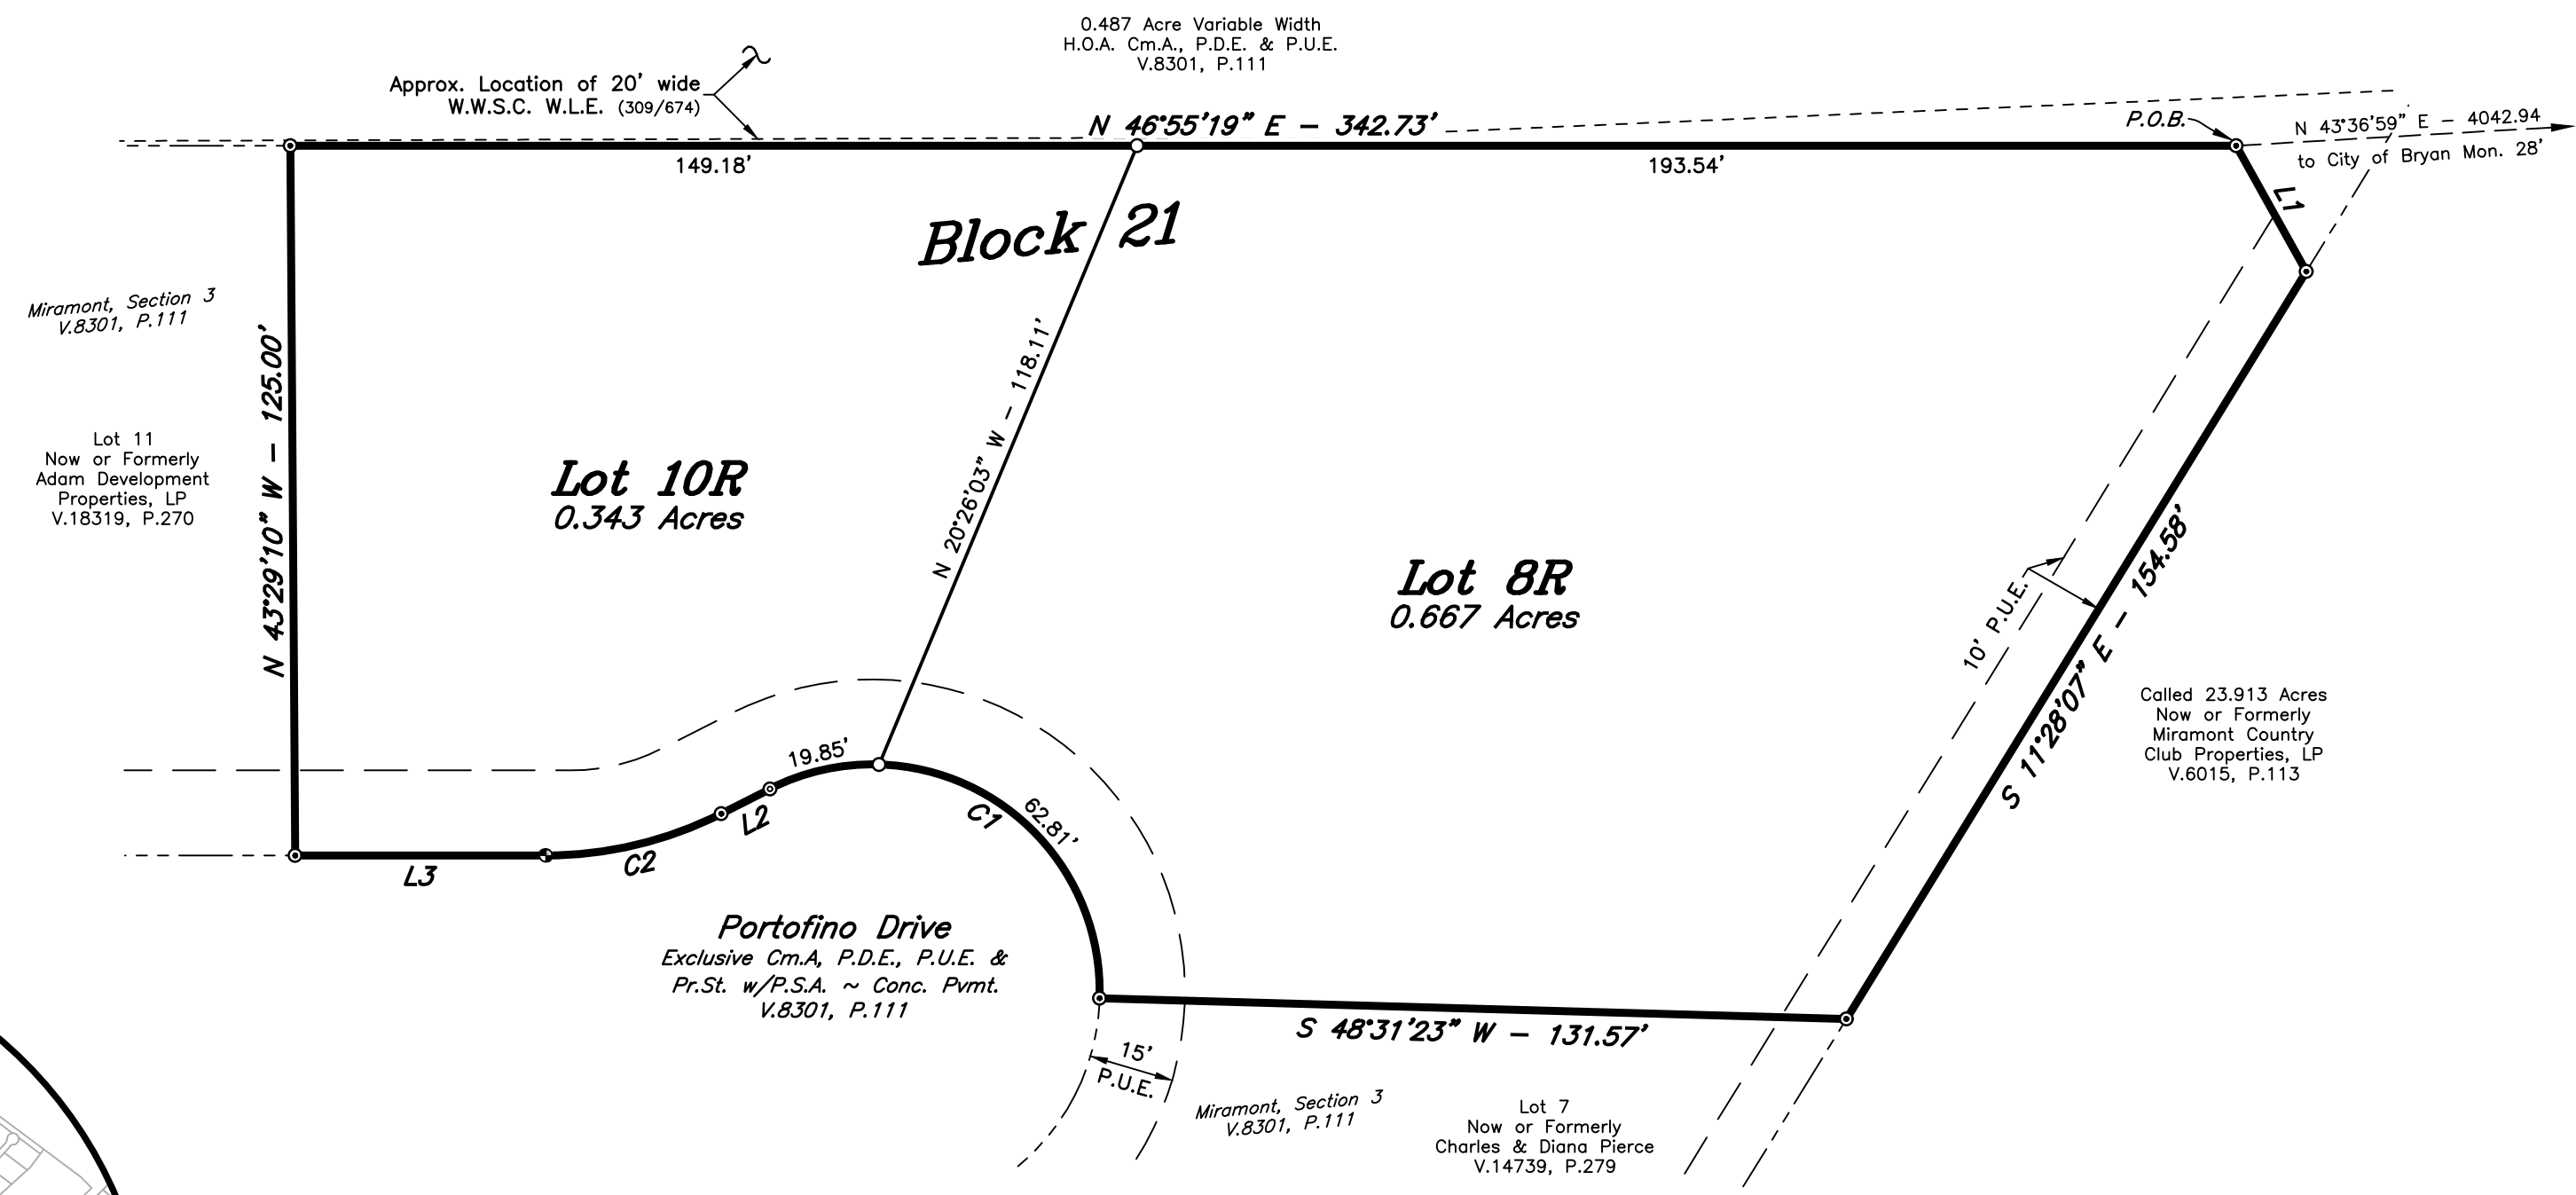 0.487 Acre Variable Width
H.O.A. Cm.A., P.D.E. & P.U.E.
V.8301, P.111
Approx. Location of 20' wide
W.W.S.C. W.L.E. (309/674)
N 46°55'19" E - 342.73'
P.O.B.
N 43°36'59" E - 4042.94
to City of Bryan Mon. 28'
149.18'
193.54'
L1
Block 21
Miramont, Section 3
V.8301, P.111
N 43°29'10" W - 125.00'
N 20°26'03" W - 118.11'
Lot 11
Now or Formerly
Adam Development
Properties, LP
V.18319, P.270
Lot 10R
0.343 Acres
Lot 8R
0.667 Acres
10' P.U.E.
S 11°28'07" E - 154.58'
Called 23.913 Acres
Now or Formerly
Miramont Country
Club Properties, LP
V.6015, P.113
19.85'
L2
C1
62.81'
C2
L3
Portofino Drive
Exclusive Cm.A, P.D.E., P.U.E. &
Pr.St. w/P.S.A. ~ Conc. Pvmt.
V.8301, P.111
S 48°31'23" W - 131.57'
15'
P.U.E.
Miramont, Section 3
V.8301, P.111
Lot 7
Now or Formerly
Charles & Diana Pierce
V.14739, P.279